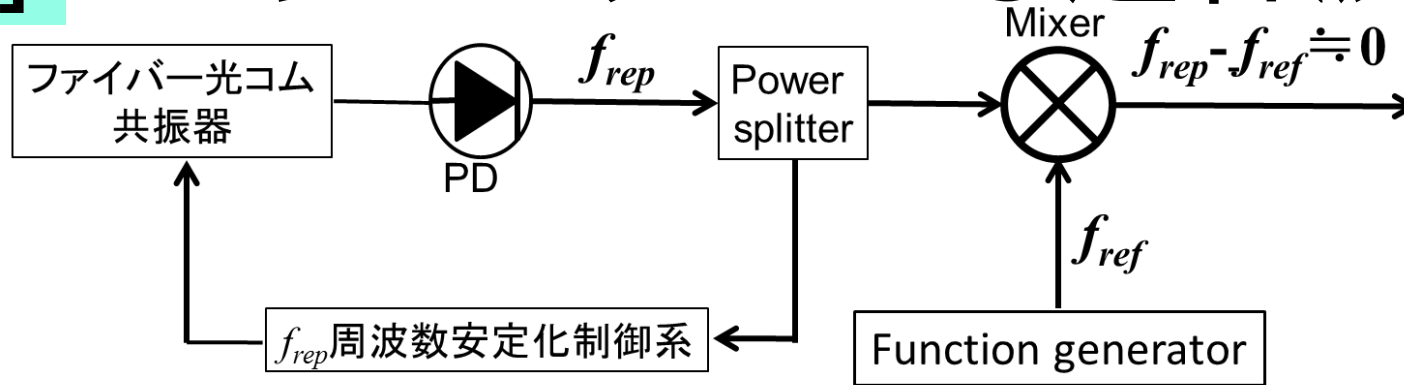 Mixer
ファイバー光コム
共振器
PD
f_rep
Power
splitter
f_rep-f_ref≒0
f_ref
f_rep周波数安定化制御系
Function generator